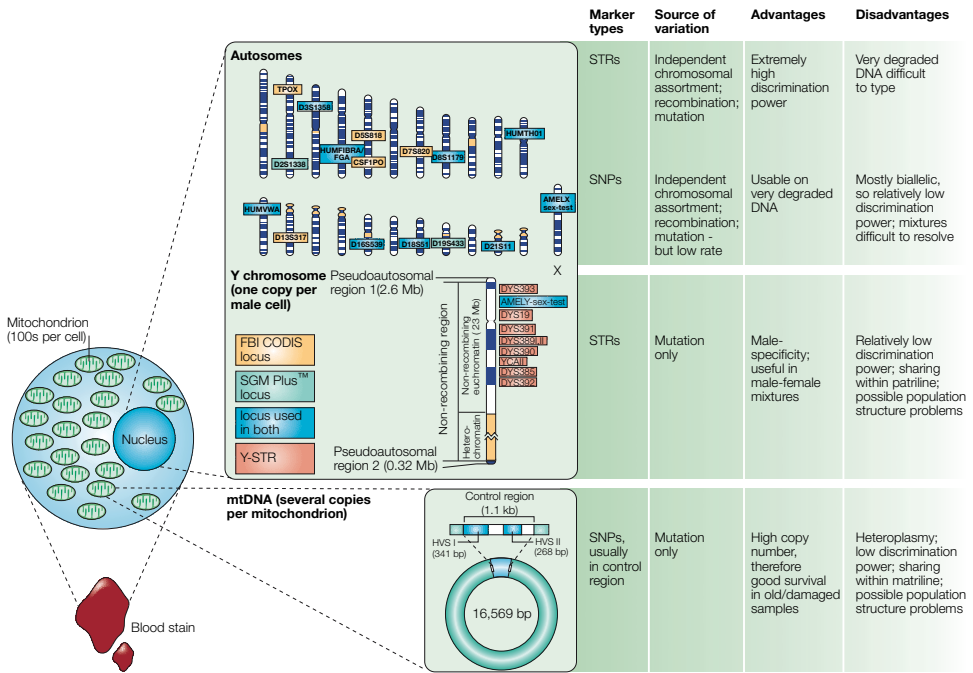 Marker types
Source of variation
Advantages
Disadvantages
Autosomes
TPOX
D3S1358
D5S818
HUMTH01
HUMFIBRA/
FGA
D7S820
D8S1179
CSF1PO
D2S1338
AMELX
sex-test
HUMVWA
D13S317
D16S539
D18S51
D19S433
D21S11
X
STRs
Independent
chromosomal
assortment;
recombination;
mutation
Extremely
high
discrimination
power
Very degraded
DNA difficult
to type
SNPs
Independent
chromosomal
assortment;
recombination;
mutation -
but low rate
Usable on
very degraded
DNA
Mostly biallelic,
so relatively low
discrimination
power; mixtures
difficult to resolve
Y chromosome
(one copy per
male cell)
Pseudoautosomal
region 1(2.6 Mb)
Non-recombining region
Non-recombining
euchromatin (23 Mb)
Hetero-
chromatin
Pseudoautosomal
region 2 (0.32 Mb)
DYS393
AMELY-sex-test
DYS19
DYS391
DYS389I,II
DYS390
YCAII
DYS385
DYS392
FBI CODIS
locus
SGM Plus™
locus
locus used
in both
Y-STR
STRs
Mutation
only
Male-
specificity;
useful in
male-female
mixtures
Relatively low
discrimination
power; sharing
within patriline;
possible population
structure problems
Mitochondrion
(100s per cell)
Nucleus
Blood stain
mtDNA (several copies
per mitochondrion)
Control region
(1.1 kb)
HVS I
(341 bp)
HVS II
(268 bp)
16,569 bp
SNPs,
usually
in control
region
Mutation
only
High copy
number,
therefore
good survival
in old/damaged
samples
Heteroplasmy;
low discrimination
power; sharing
within matriline;
possible population
structure problems